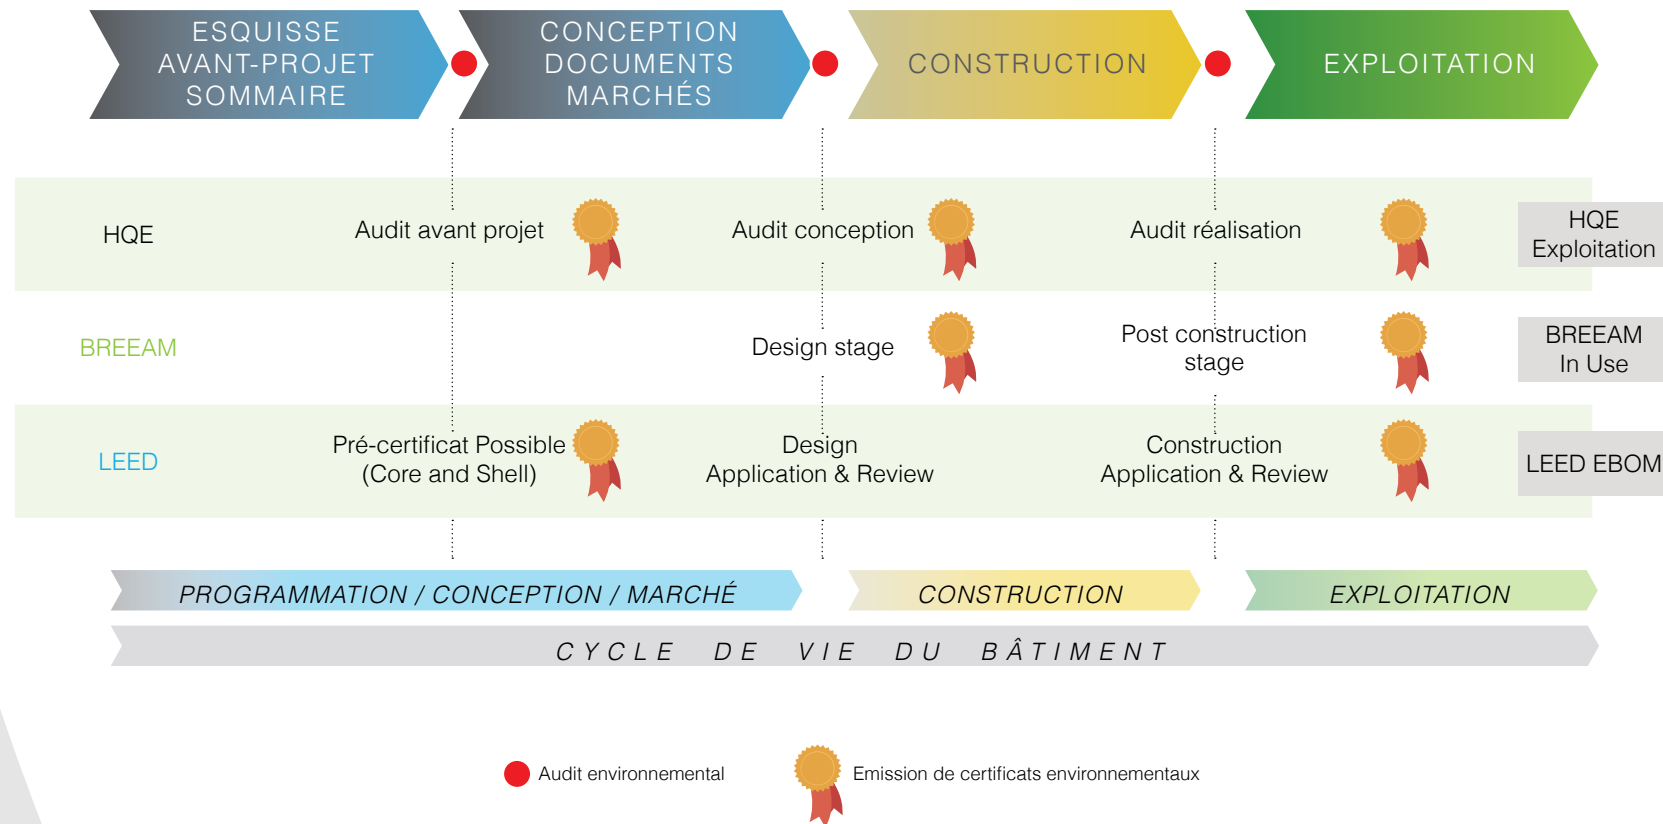 ESQUISSE
AVANT-PROJET
SOMMAIRE
CONCEPTION
DOCUMENTS
MARCHÉS
CONSTRUCTION
EXPLOITATION
HQE
Audit avant projet
Audit conception
Audit réalisation
HQE
Exploitation
BREEAM
Design stage
Post construction
stage
BREEAM
In Use
LEED
Pré-certificat Possible
(Core and Shell)
Design
Application & Review
Construction
Application & Review
LEED EBOM
PROGRAMMATION / CONCEPTION / MARCHÉ
CONSTRUCTION
EXPLOITATION
CYCLE DE VIE DU BÂTIMENT
Audit environnemental
Emission de certificats environnementaux